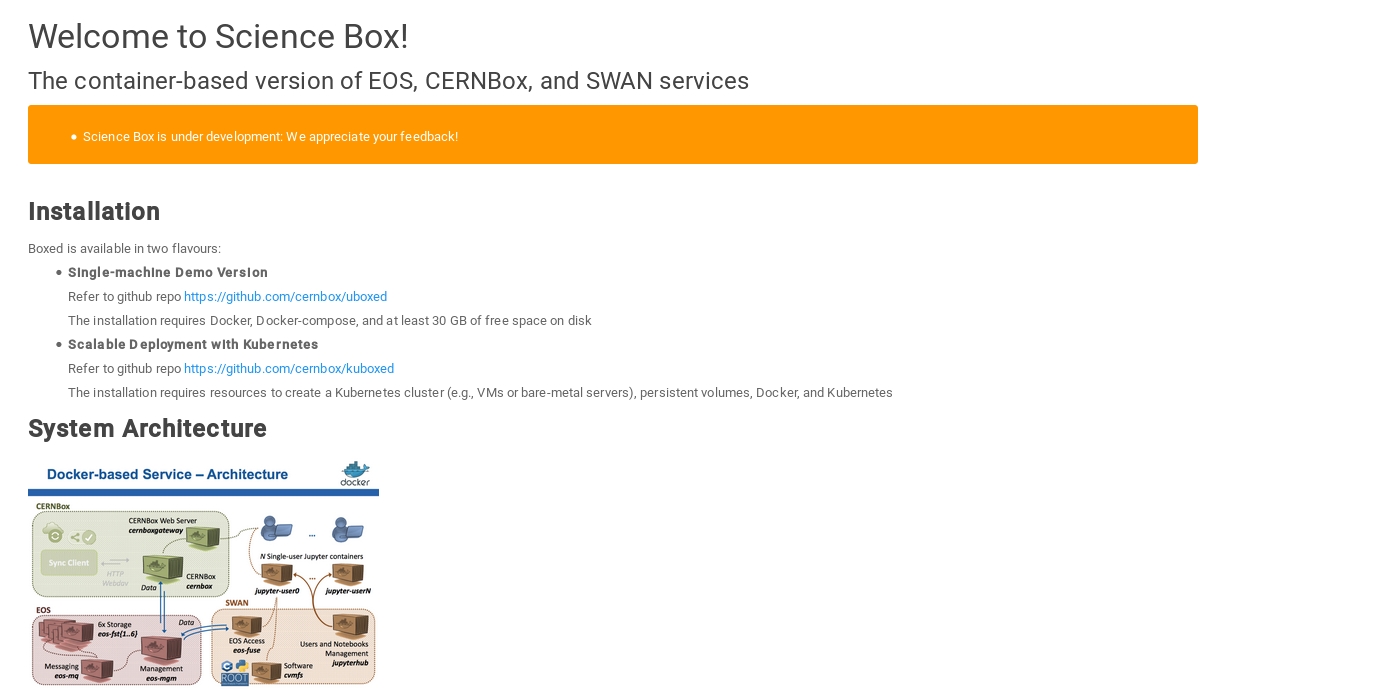 Welcome to Science Box!
The container-based version of EOS, CERNBox, and SWAN services
Science Box is under development: We appreciate your feedback!
Installation
Boxed is available in two flavours:
Single-machine Demo Version
Refer to github repo https://github.com/cernbox/uboxed
The installation requires Docker, Docker-compose, and at least 30 GB of free space on disk
Scalable Deployment with Kubernetes
Refer to github repo https://github.com/cernbox/kuboxed
The installation requires resources to create a Kubernetes cluster (e.g., VMs or bare-metal servers), persistent volumes, Docker, and Kubernetes
System Architecture
Docker-based Service – Architecture
docker
CERNBox
CERNBox Web Server
cernboxgateway
Sync Client
HTTP
Webdav
Data
CERNBox
cernbox
...
N Single-user Jupyter containers
...
jupyter-user0
jupyter-userN
EOS
6x Storage
eos-fst{1..6}
Data
Messaging
eos-mq
Management
eos-mgm
SWAN
EOS Access
eos-fuse
Users and Notebooks
Management
jupyterhub
Software
cvmfs
C
ROOT